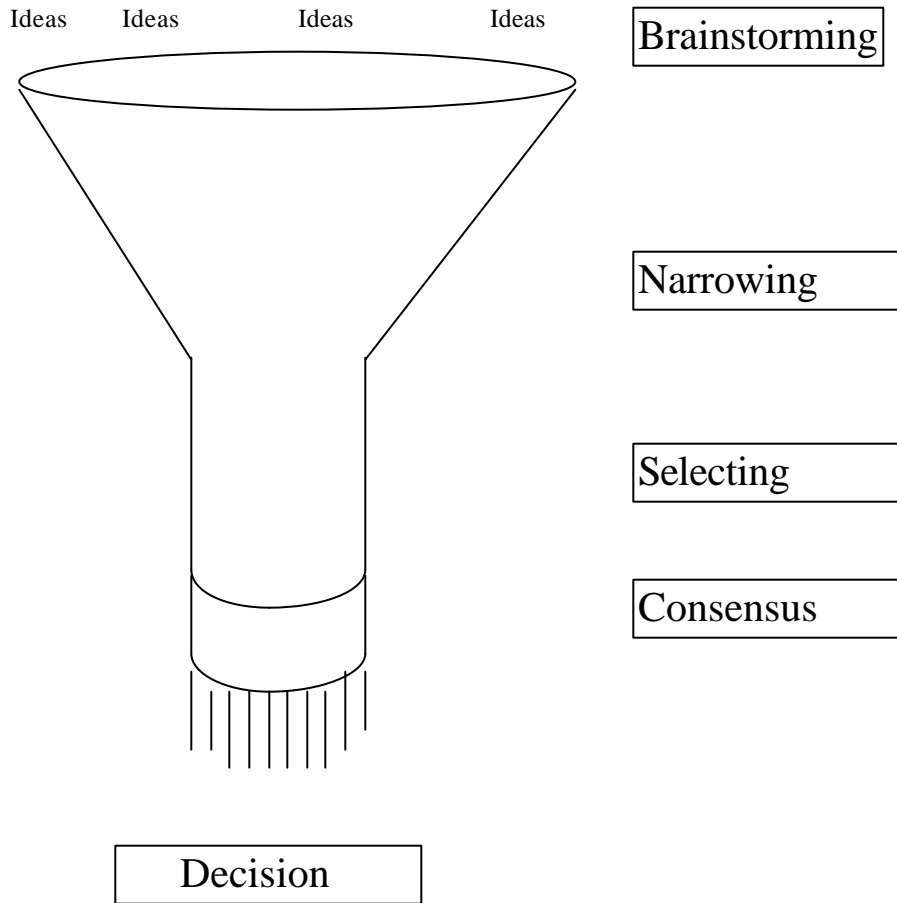 Ideas Ideas Ideas Ideas
Brainstorming
Narrowing
Selecting
Consensus
Decision